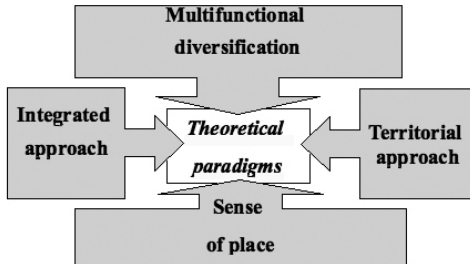 Multifunctional
diversification
Integrated
approach
Theoretical
paradigms
Territorial
approach
Sense
of place